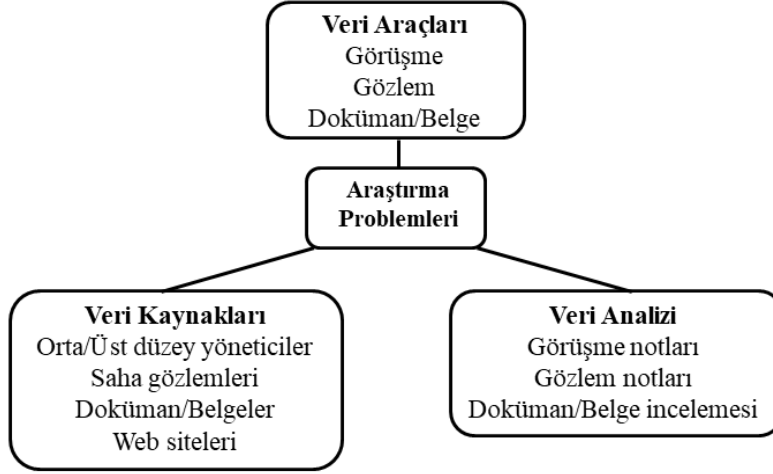 Veri Araçları
Görüşme
Gözlem
Doküman/Belge
Araştırma
Problemleri
Veri Kaynakları
Orta/Üst düzey yöneticiler
Saha gözlemleri
Doküman/Belgeler
Web siteleri
Veri Analizi
Görüşme notları
Gözlem notları
Doküman/Belge incelemesi